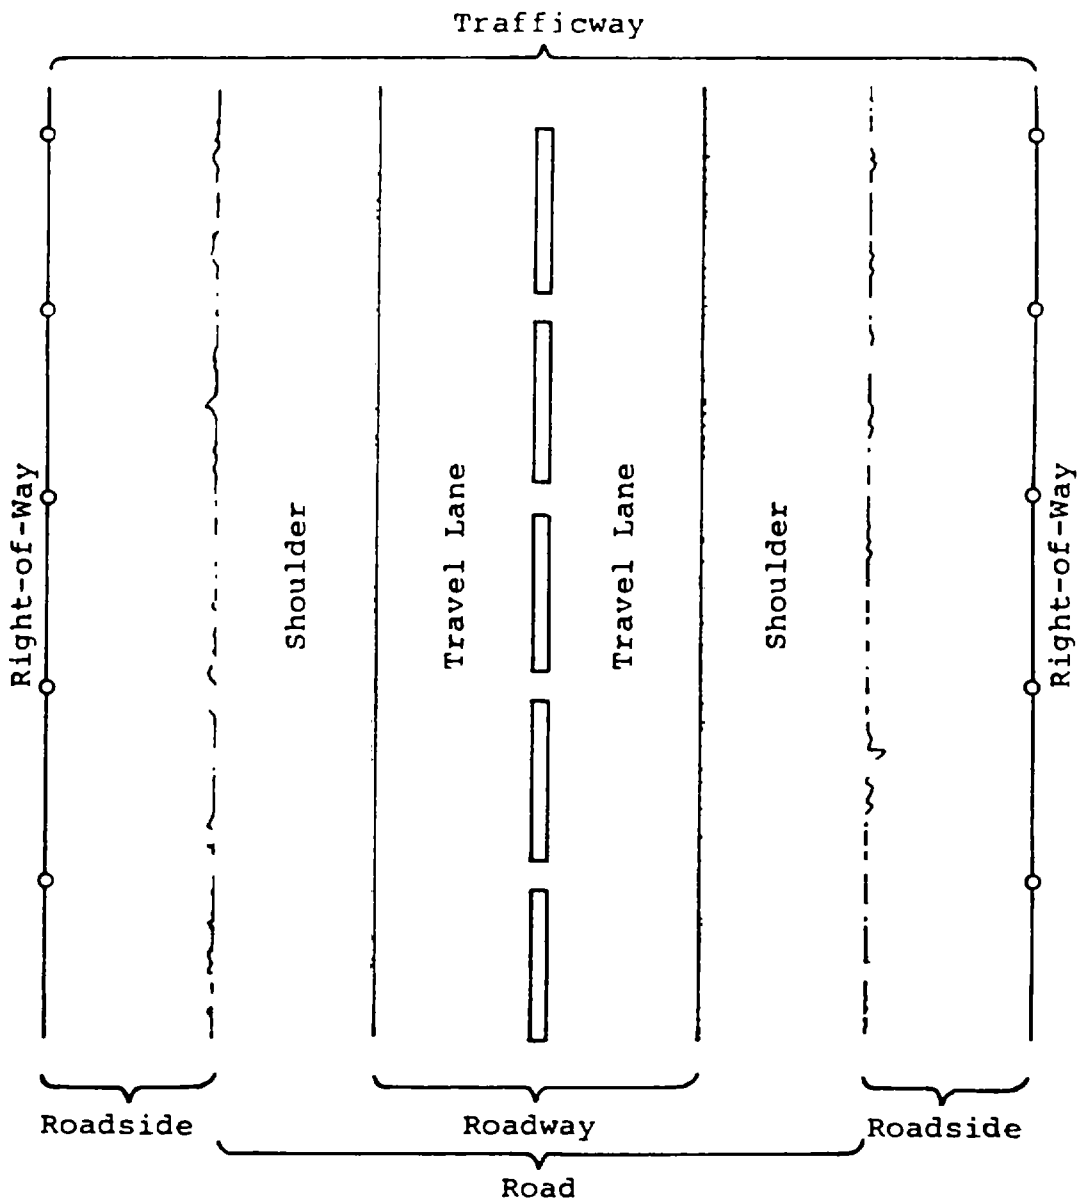 Trafficway
Right-of-Way
Shoulder
Travel Lane
Travel Lane
Shoulder
Right-of-Way
Roadside
Roadway
Roadside
Road